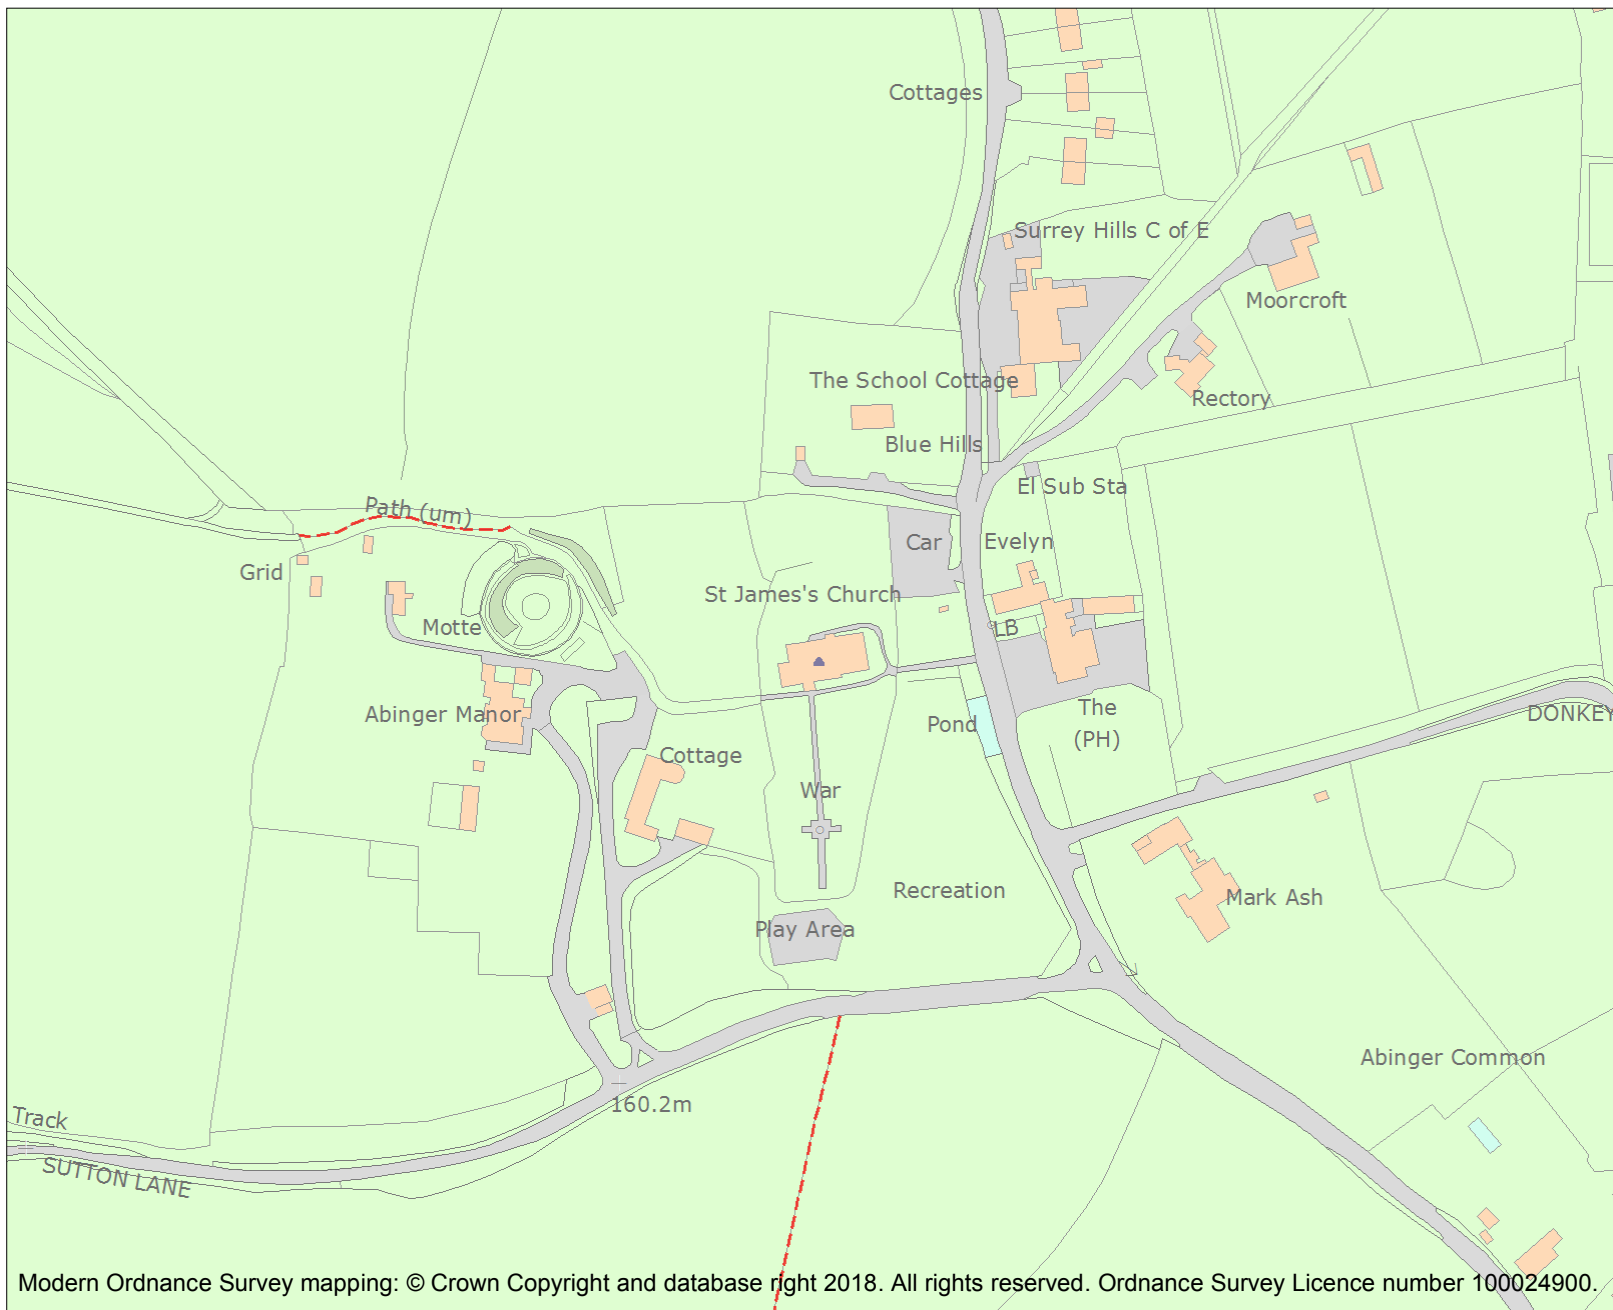 Cottages
Surrey Hills C of E
Moorcroft
The School Cottage
Rectory
Blue Hills
El Sub Sta
Path (um)
Car
Evelyn
Grid
St James's Church
Motte
LB
Abinger Manor
Pond
The
(PH)
DONKEY
Cottage
War
Recreation
Mark Ash
Play Area
Abinger Common
160.2m
Track
SUTTON LANE
Modern Ordnance Survey mapping: © Crown Copyright and database right 2018. All rights reserved. Ordnance Survey Licence number 100024900.